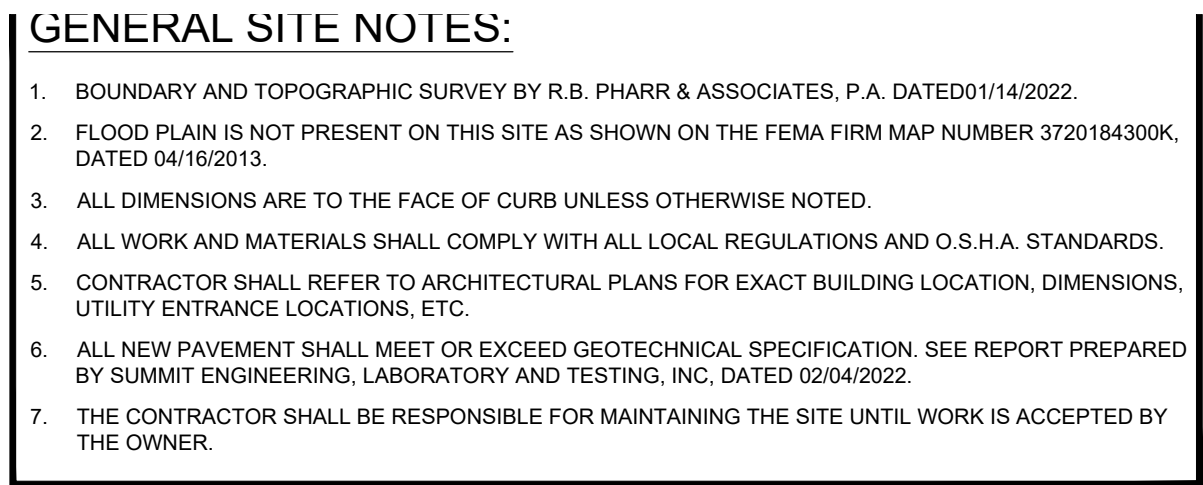 GENERAL SITE NOTES:
1. BOUNDARY AND TOPOGRAPHIC SURVEY BY R.B. PHARR & ASSOCIATES, P.A. DATED01/14/2022.
2. FLOOD PLAIN IS NOT PRESENT ON THIS SITE AS SHOWN ON THE FEMA FIRM MAP NUMBER 3720184300K,
DATED 04/16/2013.
3. ALL DIMENSIONS ARE TO THE FACE OF CURB UNLESS OTHERWISE NOTED.
4. ALL WORK AND MATERIALS SHALL COMPLY WITH ALL LOCAL REGULATIONS AND O.S.H.A. STANDARDS.
5. CONTRACTOR SHALL REFER TO ARCHITECTURAL PLANS FOR EXACT BUILDING LOCATION, DIMENSIONS,
UTILITY ENTRANCE LOCATIONS, ETC.
6. ALL NEW PAVEMENT SHALL MEET OR EXCEED GEOTECHNICAL SPECIFICATION. SEE REPORT PREPARED
BY SUMMIT ENGINEERING, LABORATORY AND TESTING, INC, DATED 02/04/2022.
7. THE CONTRACTOR SHALL BE RESPONSIBLE FOR MAINTAINING THE SITE UNTIL WORK IS ACCEPTED BY
THE OWNER.